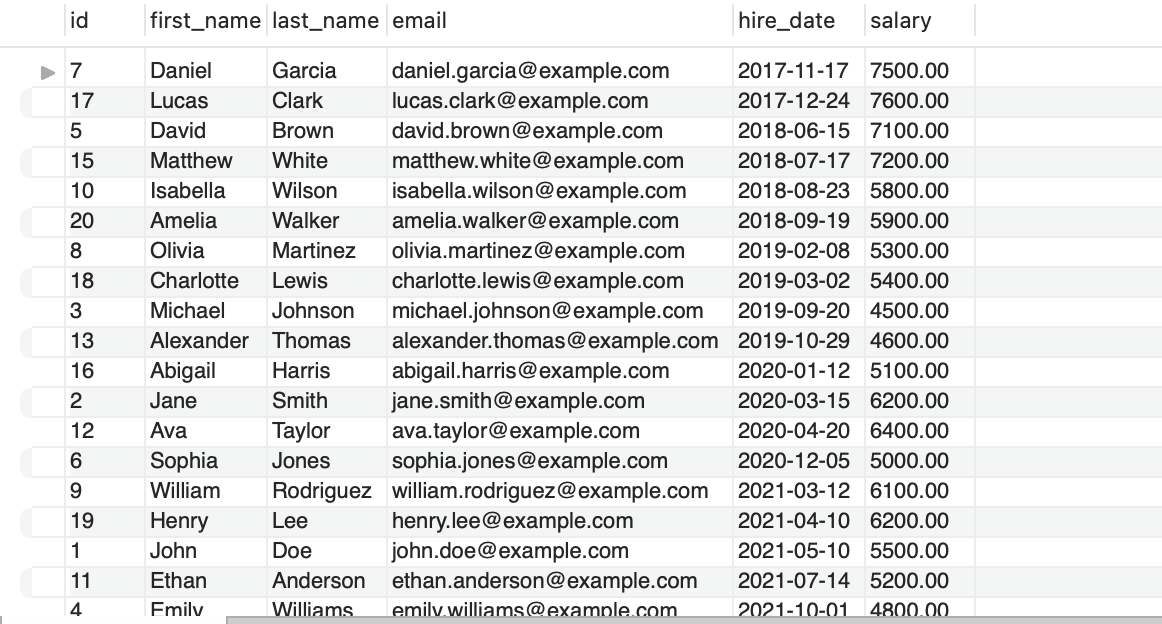 id first_name last_name email hire_date salary
7 Daniel Garcia daniel.garcia@example.com 2017-11-17 7500.00
17 Lucas Clark lucas.clark@example.com 2017-12-24 7600.00
5 David Brown david.brown@example.com 2018-06-15 7100.00
15 Matthew White matthew.white@example.com 2018-07-17 7200.00
10 Isabella Wilson isabella.wilson@example.com 2018-08-23 5800.00
20 Amelia Walker amelia.walker@example.com 2018-09-19 5900.00
8 Olivia Martinez olivia.martinez@example.com 2019-02-08 5300.00
18 Charlotte Lewis charlotte.lewis@example.com 2019-03-02 5400.00
3 Michael Johnson michael.johnson@example.com 2019-09-20 4500.00
13 Alexander Thomas alexander.thomas@example.com 2019-10-29 4600.00
16 Abigail Harris abigail.harris@example.com 2020-01-12 5100.00
2 Jane Smith jane.smith@example.com 2020-03-15 6200.00
12 Ava Taylor ava.taylor@example.com 2020-04-20 6400.00
6 Sophia Jones sophia.jones@example.com 2020-12-05 5000.00
9 William Rodriguez william.rodriguez@example.com 2021-03-12 6100.00
19 Henry Lee henry.lee@example.com 2021-04-10 6200.00
1 John Doe john.doe@example.com 2021-05-10 5500.00
11 Ethan Anderson ethan.anderson@example.com 2021-07-14 5200.00
4 Emily Williams emily.williams@example.com 2021-10-01 4800.00